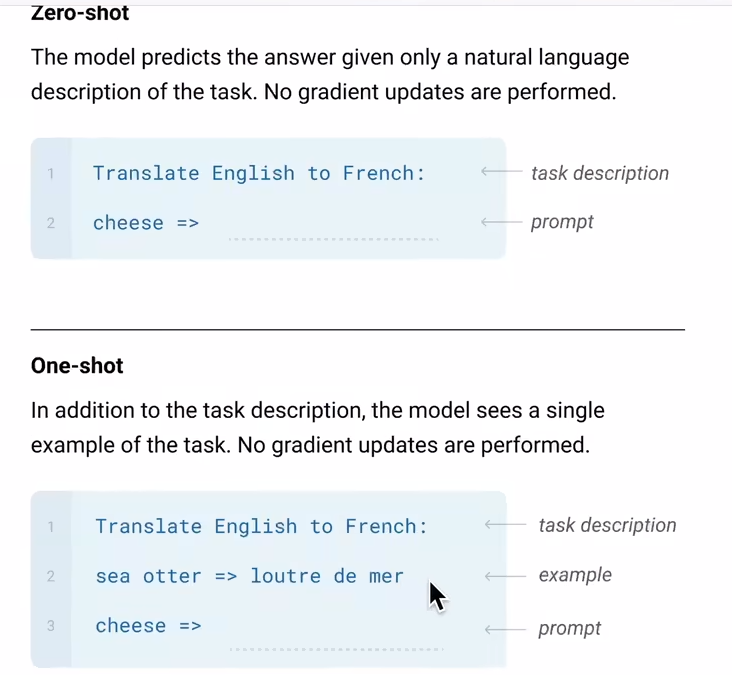 Zero-shot
The model predicts the answer given only a natural language
description of the task. No gradient updates are performed.
1 Translate English to French: task description
2 cheese => prompt
One-shot
In addition to the task description, the model sees a single
example of the task. No gradient updates are performed.
1 Translate English to French: task description
2 sea otter => loutre de mer example
3 cheese => prompt